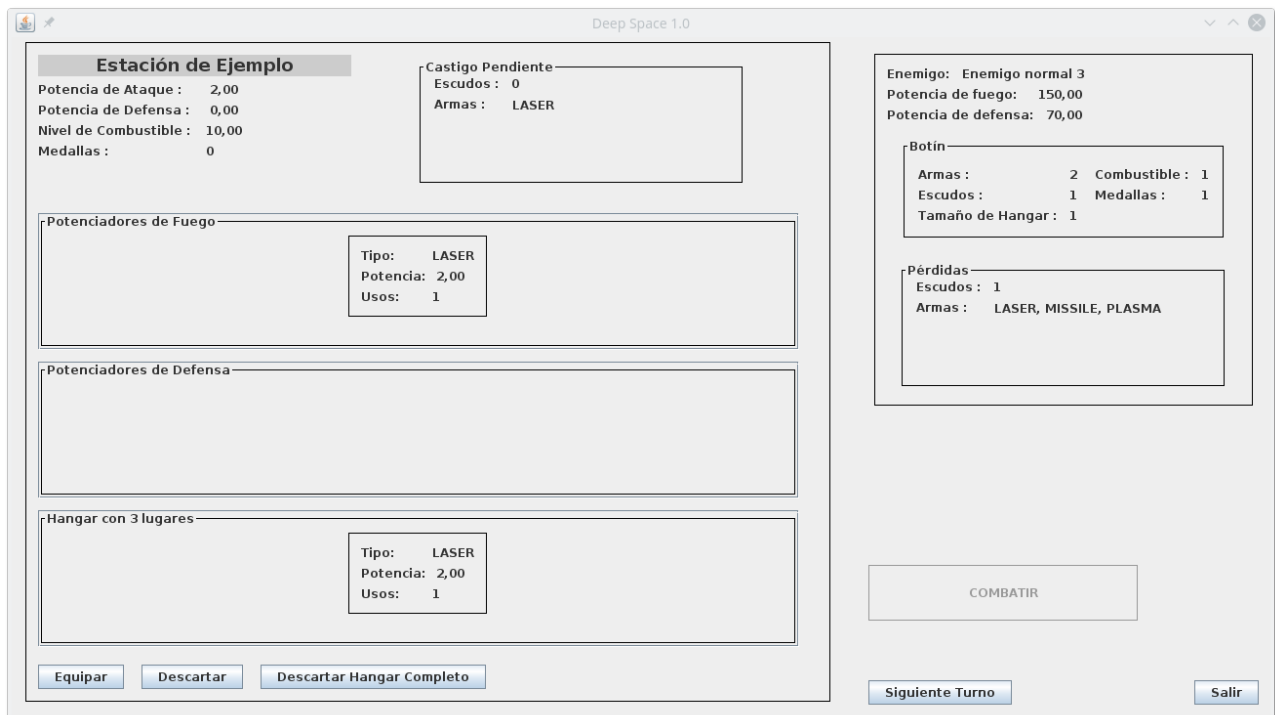 Deep Space 1.0
Estación de Ejemplo
Potencia de Ataque : 2,00
Potencia de Defensa : 0,00
Nivel de Combustible : 10,00
Medallas : 0
Castigo Pendiente
Escudos : 0
Armas : LASER
Potenciadores de Fuego
Tipo: LASER
Potencia: 2,00
Usos: 1
Potenciadores de Defensa
Hangar con 3 lugares
Tipo: LASER
Potencia: 2,00
Usos: 1
Equipar Descartar Descartar Hangar Completo
Enemigo: Enemigo normal 3
Potencia de fuego: 150,00
Potencia de defensa: 70,00
Botín
Armas : 2 Combustible : 1
Escudos : 1 Medallas : 1
Tamaño de Hangar : 1
Pérdidas
Escudos : 1
Armas : LASER, MISSILE, PLASMA
COMBATIR
Siguiente Turno Salir